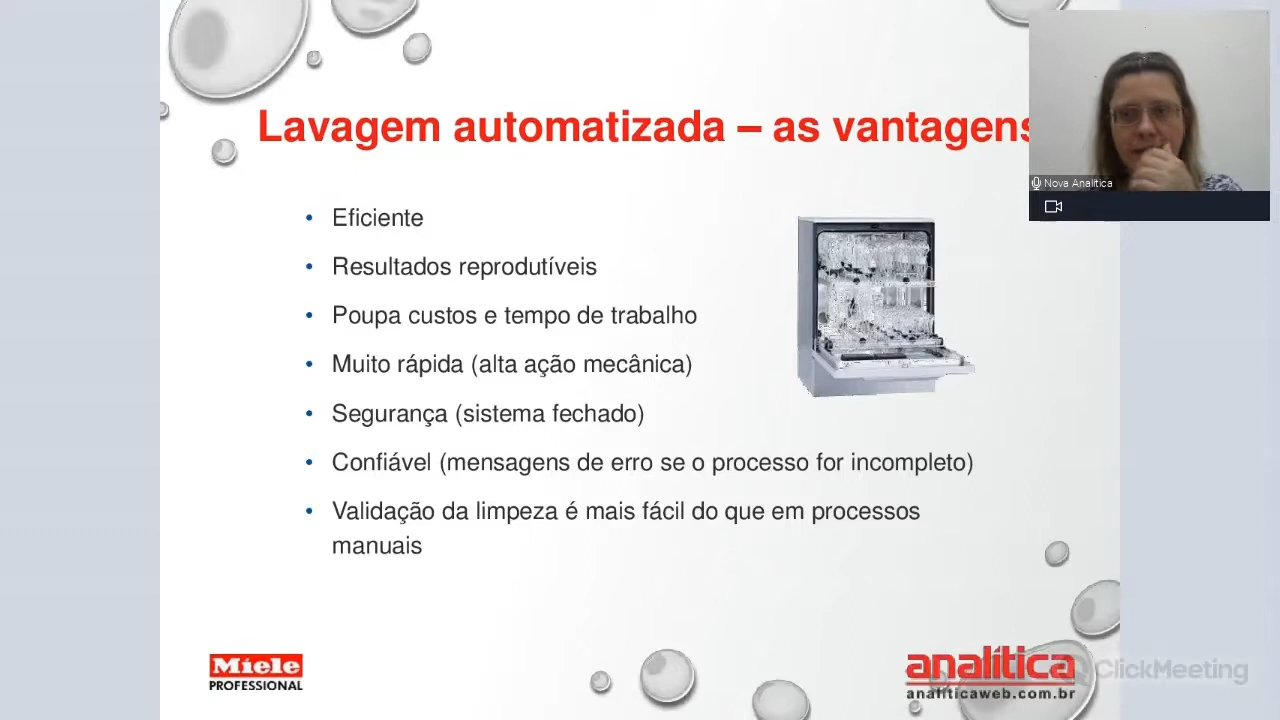 Lavagem automatizada – as vantagens
Nova Analítica
• Eficiente
• Resultados reprodutíveis
• Poupa custos e tempo de trabalho
• Muito rápida (alta ação mecânica)
• Segurança (sistema fechado)
• Confiável (mensagens de erro se o processo for incompleto)
• Validação da limpeza é mais fácil do que em processos
manuais
Miele
PROFESSIONAL
analítica
analiticaweb.com.br
ClickMeeting